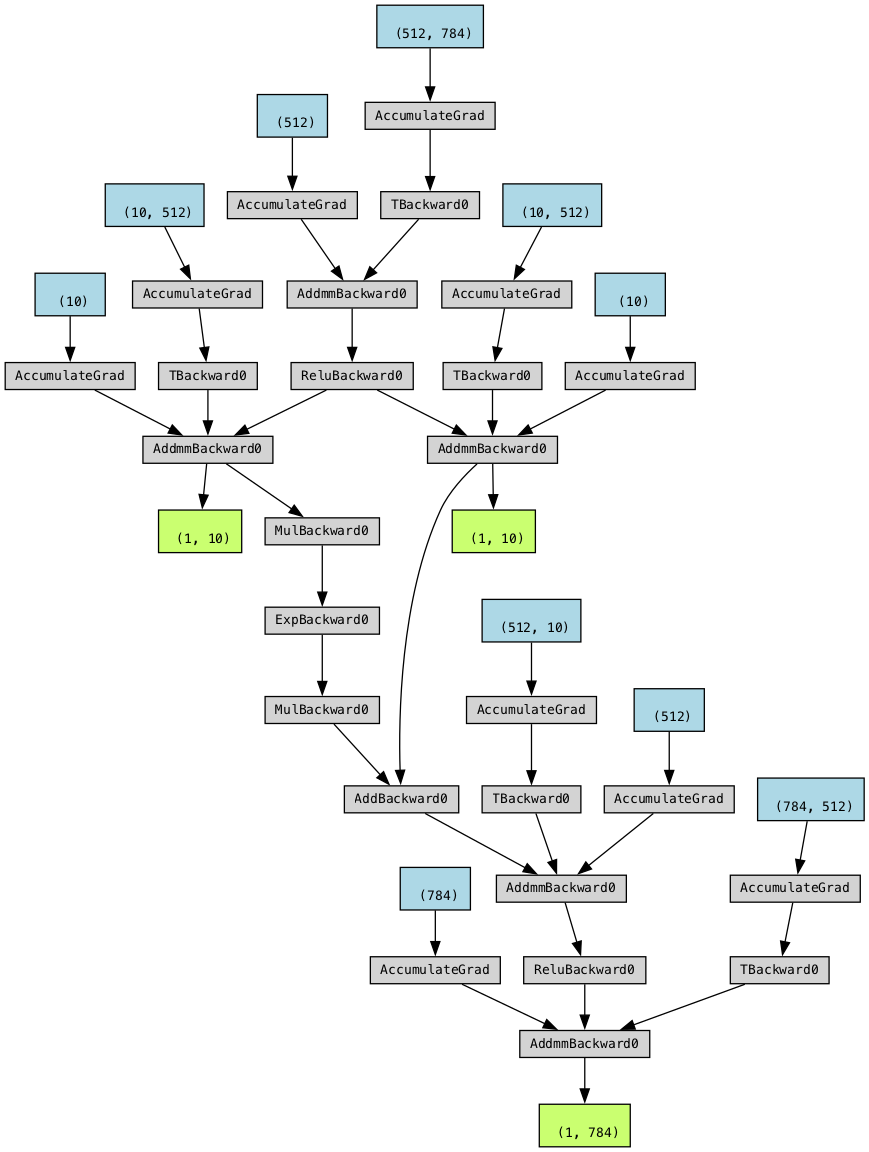 (512, 784)
AccumulateGrad
(512)
AccumulateGrad
TBackward0
(10, 512)
(10, 512)
(10)
AccumulateGrad
AddmmBackward0
AccumulateGrad
(10)
AccumulateGrad
TBackward0
ReluBackward0
TBackward0
AccumulateGrad
AddmmBackward0
AddmmBackward0
(1, 10)
MulBackward0
(1, 10)
ExpBackward0
(512, 10)
MulBackward0
AccumulateGrad
(512)
AddBackward0
TBackward0
AccumulateGrad
(784, 512)
(784)
AddmmBackward0
AccumulateGrad
AccumulateGrad
ReluBackward0
TBackward0
AddmmBackward0
(1, 784)